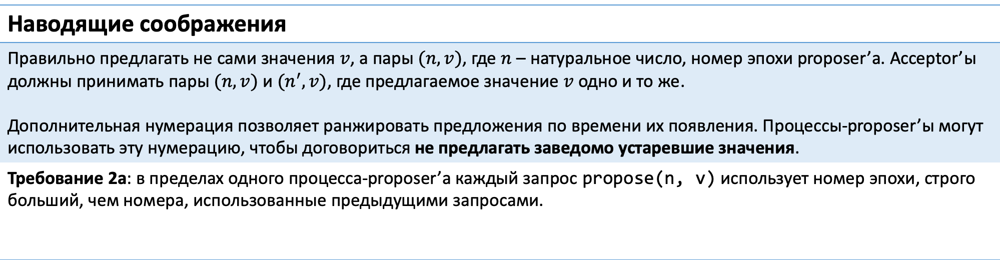 Наводящие соображения
Правильно предлагать не сами значения 𝑣, а пары (𝑛, 𝑣), где 𝑛 – натуральное число, номер эпохи proposer’а. Acceptor’ы
должны принимать пары (𝑛, 𝑣) и (𝑛′, 𝑣), где предлагаемое значение 𝑣 одно и то же.
Дополнительная нумерация позволяет ранжировать предложения по времени их появления. Процессы-proposer’ы могут
использовать эту нумерацию, чтобы договориться не предлагать заведомо устаревшие значения.
Требование 2a: в пределах одного процесса-proposer’а каждый запрос propose(n, v) использует номер эпохи, строго
больший, чем номера, использованные предыдущими запросами.